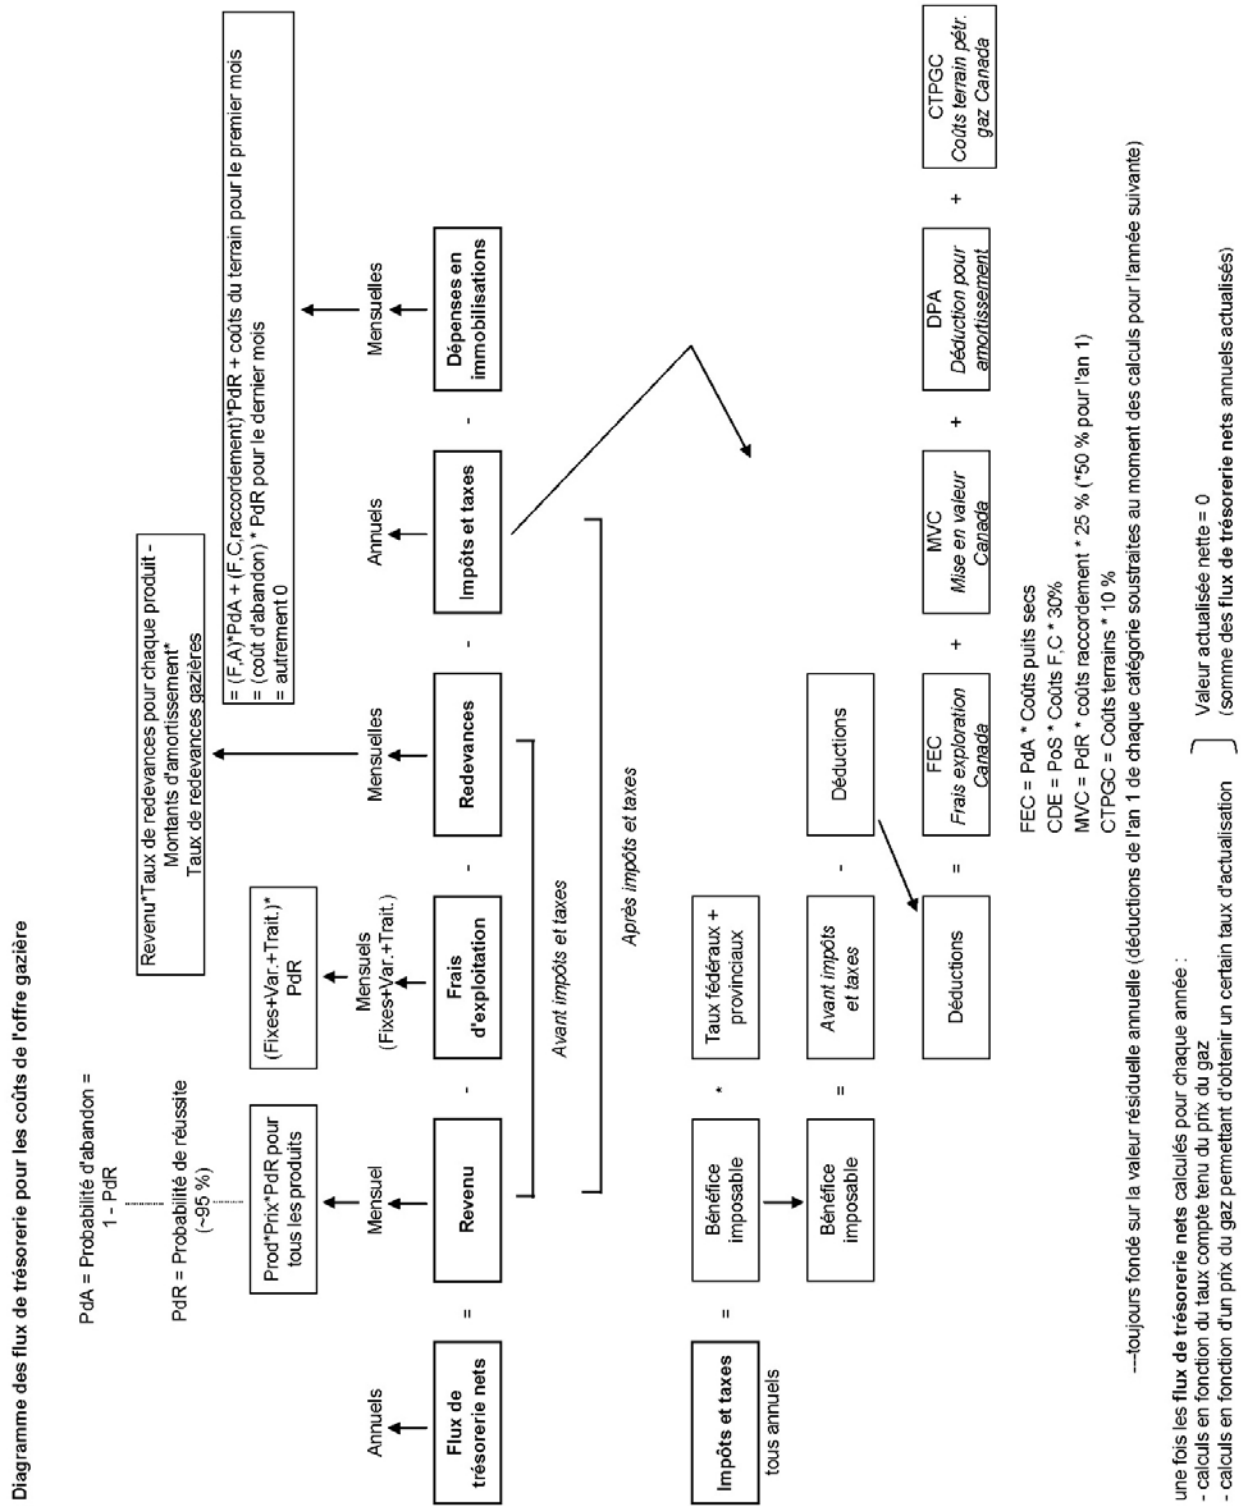 Diagramme des flux de trésorerie pour les coûts de l'offre gazière
PdA = Probabilité d'abandon =
1 - PdR
PdR = Probabilité de réussite
(~95 %)
Revenu*Taux de redevances pour chaque produit -
Montants d'amortissement*
Taux de redevances gazières
= (F,A)*PdA + (F,C,raccordement)*PdR + coûts du terrain pour le premier mois
= (coût d'abandon) * PdR pour le dernier mois
= autrement 0
Prod*Prix*PdR pour
tous les produits
(Fixes+Var.+Trait.)*
PdR
Annuels
Mensuel
Mensuels
(Fixes+Var.+Trait.)
Mensuelles
Annuels
Mensuelles
Flux de
trésorerie nets
=
Revenu
-
Frais
d'exploitation
-
Redevances
-
Impôts et taxes
-
Dépenses en
immobilisations
Avant impôts et taxes
Après impôts et taxes
Impôts et taxes
tous annuels
=
Bénéfice
imposable
*
Taux fédéraux +
provinciaux
Bénéfice
imposable
=
Avant impôts
et taxes
-
Déductions
Déductions
=
FEC
Frais exploration
Canada
+
MVC
Mise en valeur
Canada
+
DPA
Déduction pour
amortissement
+
CTPGC
Coûts terrain pétr.
gaz Canada
FEC = PdA * Coûts puits secs
CDE = PoS * Coûts F,C * 30%
MVC = PdR * coûts raccordement * 25 % (*50 % pour l'an 1)
CTPGC = Coûts terrains * 10 %
---toujours fondé sur la valeur résiduelle annuelle (déductions de l'an 1 de chaque catégorie soustraites au moment des calculs pour l'année suivante)
une fois les flux de trésorerie nets calculés pour chaque année :
- calculs en fonction du taux compte tenu du prix du gaz
- calculs en fonction d'un prix du gaz permettant d'obtenir un certain taux d'actualisation
Valeur actualisée nette = 0
(somme des flux de trésorerie nets annuels actualisés)